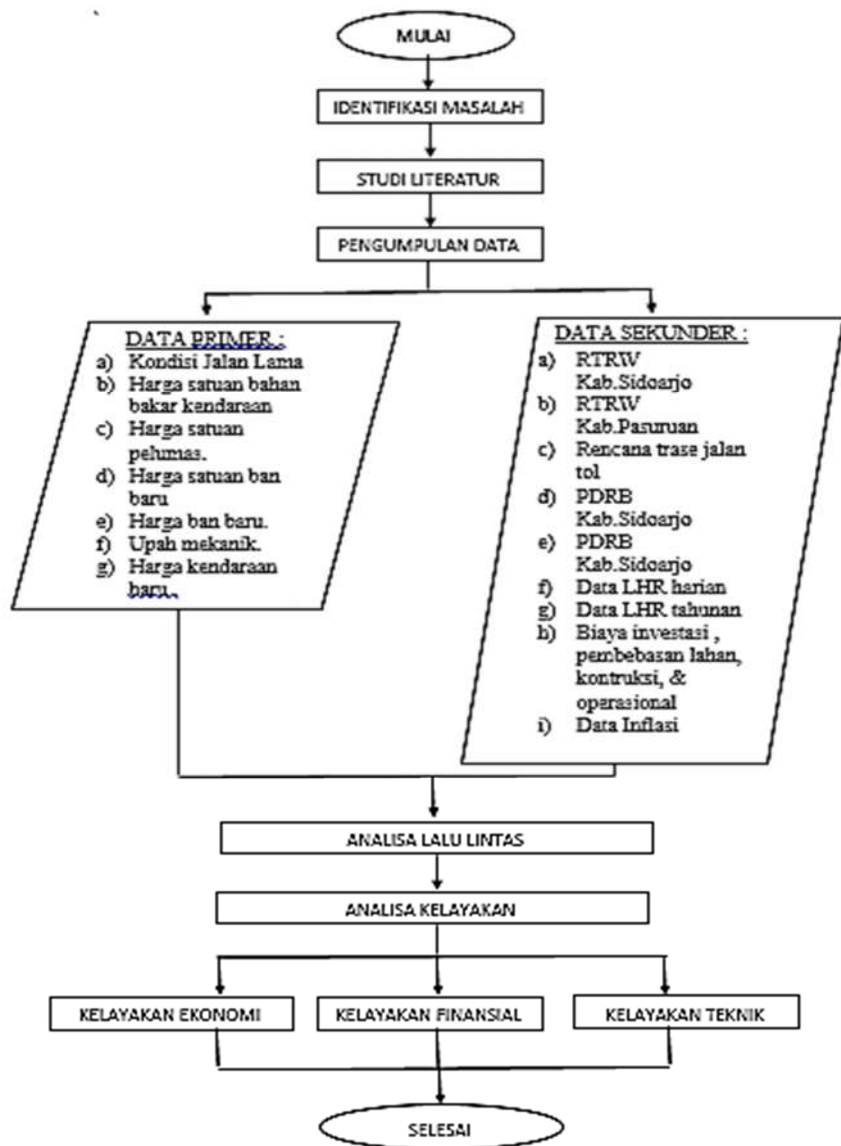 MULAI
IDENTIFIKASI MASALAH
STUDI LITERATUR
PENGUMPULAN DATA
DATA PRIMER :
a) Kondisi Jalan Lama
b) Harga satuan bahan
bakar kendaraan
c) Harga satuan
pelumas.
d) Harga satuan ban
baru
e) Harga ban baru.
f) Upah mekanik.
g) Harga kendaraan
baru.
DATA SEKUNDER :
a) RTRW
Kab.Sidoarjo
b) RTRW
Kab.Pasuruan
c) Rencana trase jalan
tol
d) PDRB
Kab.Sidoarjo
e) PDRB
Kab.Sidoarjo
f) Data LHR harian
g) Data LHR tahunan
h) Biaya investasi ,
pembebasan lahan,
kontruksi, &
operasional
i) Data Inflasi
ANALISA LALU LINTAS
ANALISA KELAYAKAN
KELAYAKAN EKONOMI
KELAYAKAN FINANSIAL
KELAYAKAN TEKNIK
SELESAI